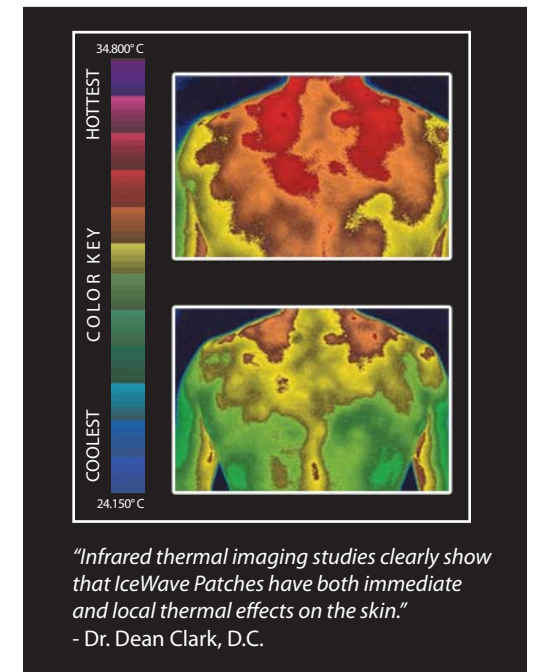 34.800° C
HOTTEST
COLOR KEY
COOLEST
24.150° C
“Infrared thermal imaging studies clearly show
that IceWave Patches have both immediate
and local thermal effects on the skin.”
- Dr. Dean Clark, D.C.